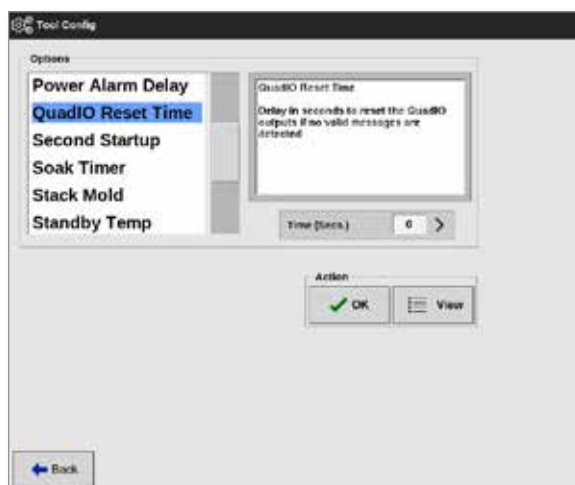 Tool Config
Options
Power Alarm Delay
QuadIO Reset Time
Second Startup
Soak Timer
Stack Mold
Standby Temp
QuadIO Reset Time
Delay in seconds to reset the QuadIO
outputs if no valid messages are
detected
Time (Secs.)
0
Action
OK
View
Back